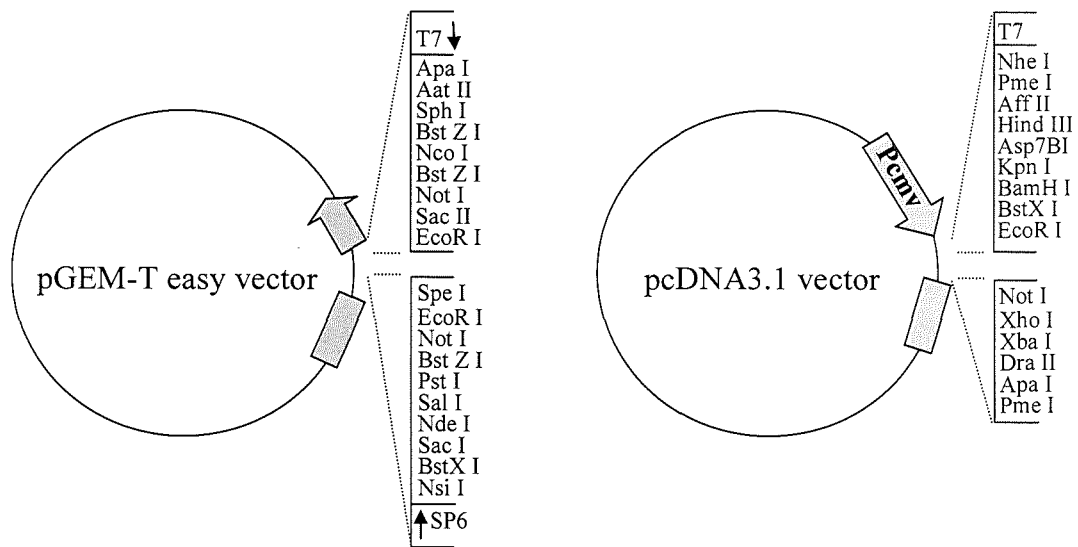 T7
Apa I
Aat II
Sph I
Bst Z I
Nco I
Bst Z I
Not I
Sac II
EcoR I
pGEM-T easy vector
Spe I
EcoR I
Not I
Bst Z I
Pst I
Sal I
Nde I
Sac I
BstX I
Nsi I
SP6
T7
Nhe I
Pme I
Aff II
Hind III
Asp7BI
Kpn I
BamH I
BstX I
EcoR I
Pcmv
pcDNA3.1 vector
Not I
Xho I
Xba I
Dra II
Apa I
Pme I